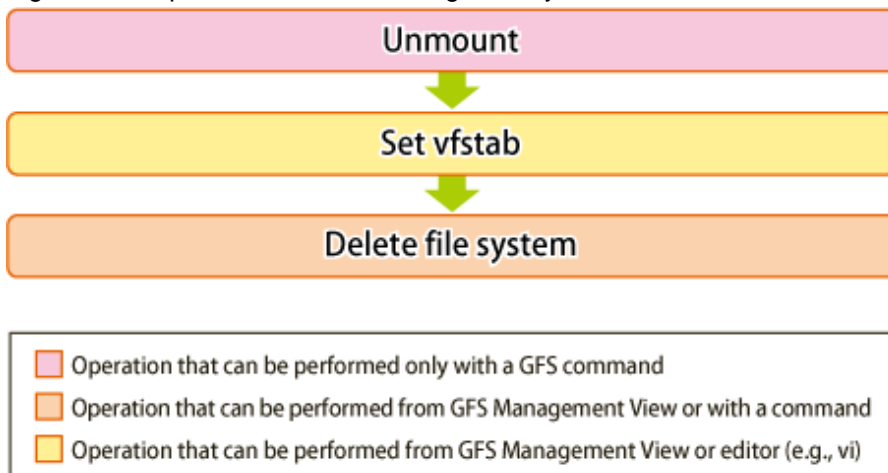 Unmount
Set vfstab
Delete file system
Operation that can be performed only with a GFS command
Operation that can be performed from GFS Management View or with a command
Operation that can be performed from GFS Management View or editor (e.g., vi)